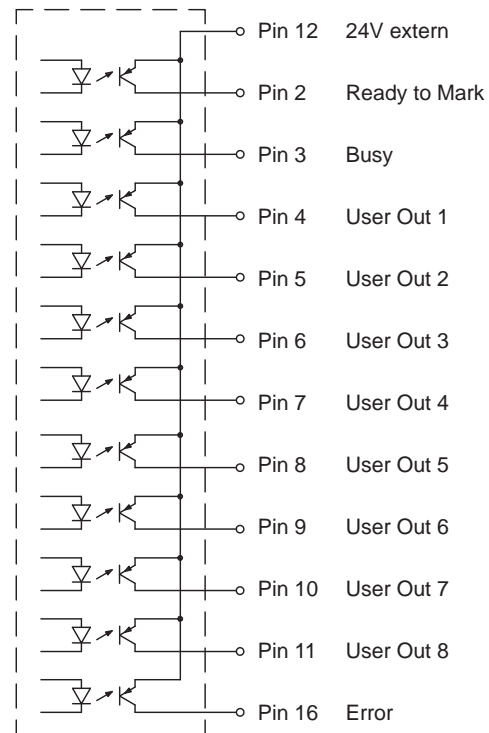 Pin 12 24V extern
Pin 2 Ready to Mark
Pin 3 Busy
Pin 4 User Out 1
Pin 5 User Out 2
Pin 6 User Out 3
Pin 7 User Out 4
Pin 8 User Out 5
Pin 9 User Out 6
Pin 10 User Out 7
Pin 11 User Out 8
Pin 16 Error